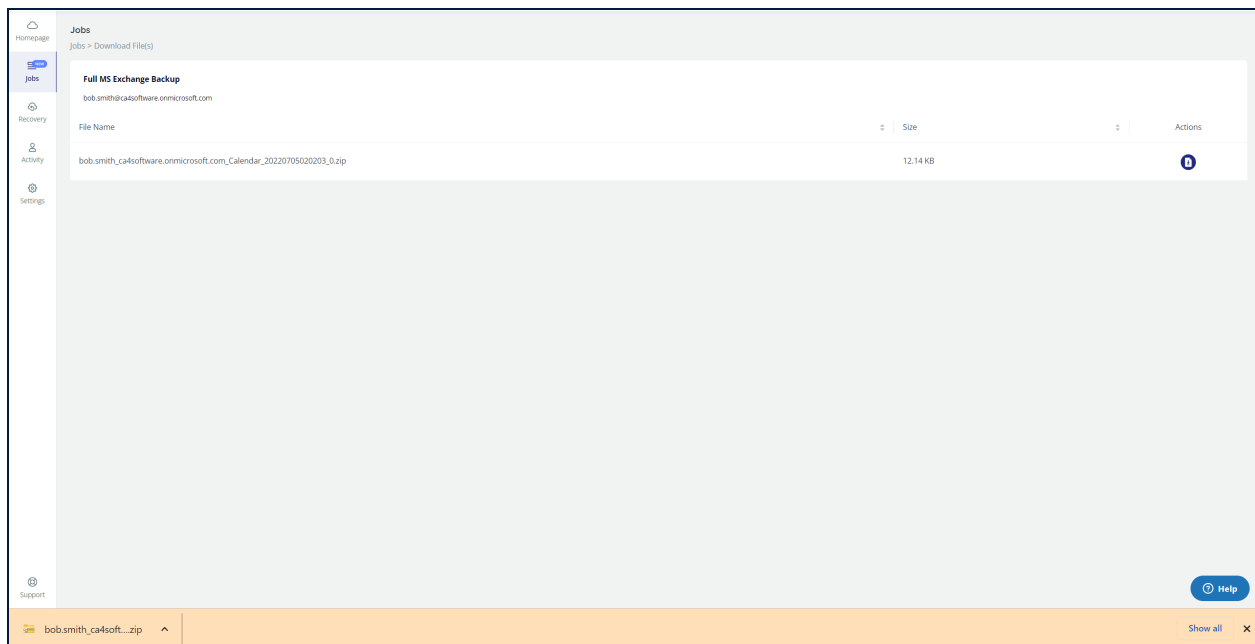 Homepage
NEW
Jobs
Recovery
Activity
Settings
Support
Jobs
Jobs > Download File(s)
Full MS Exchange Backup
bob.smith@ca4software.onmicrosoft.com
File Name Size Actions
bob.smith_ca4software.onmicrosoft.com_Calendar_20220705020203_0.zip 12.14 KB
Help
bob.smith_ca4soft....zip Show all